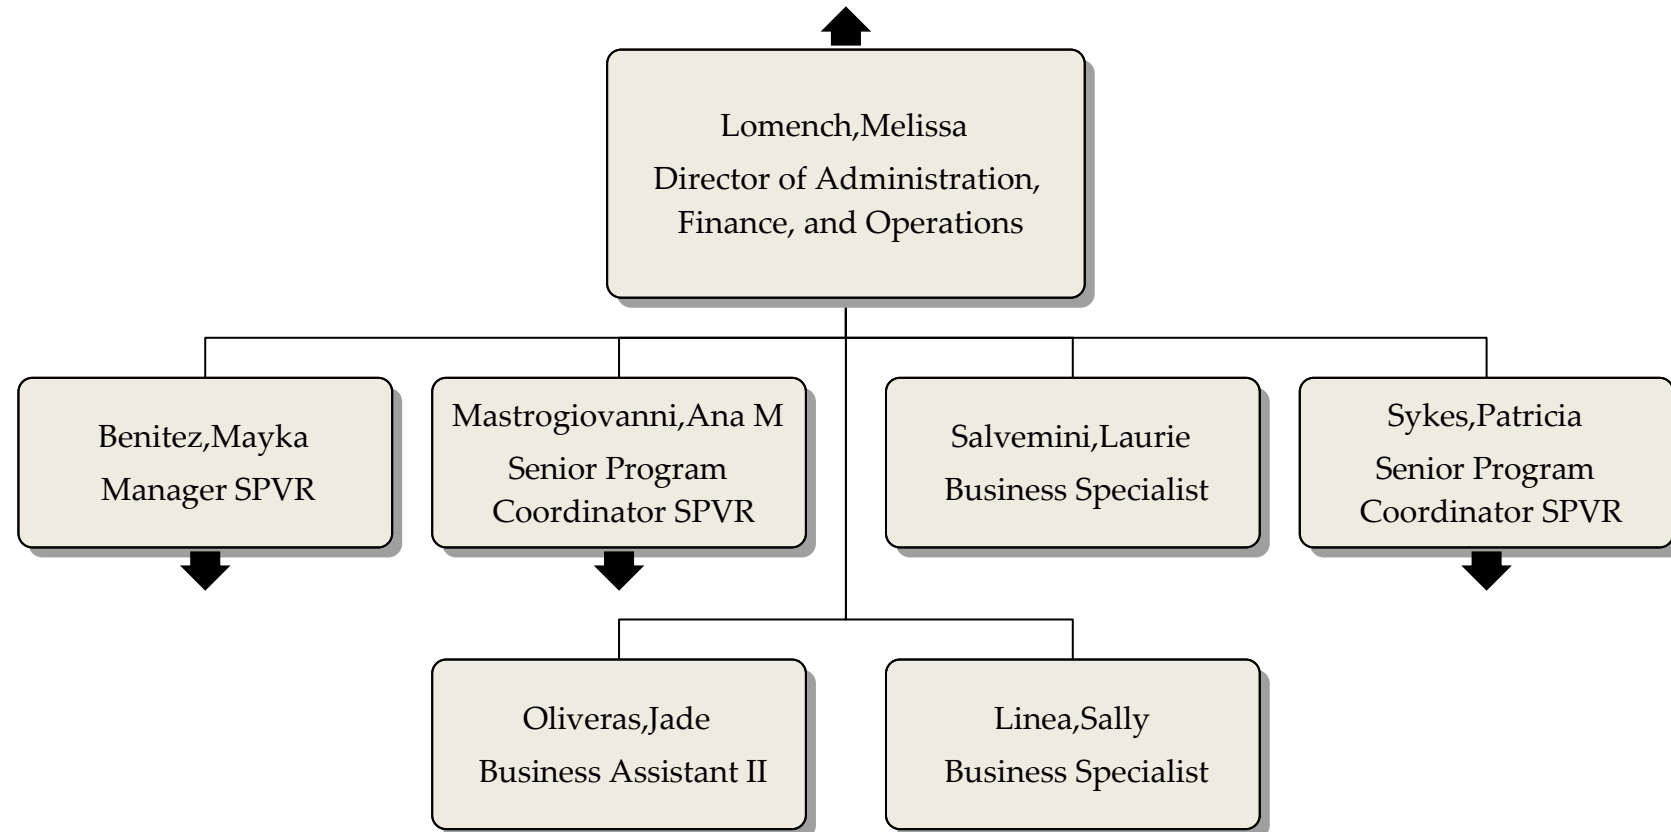 Lomench,Melissa
Director of Administration,
Finance, and Operations
Benitez,Mayka
Manager SPVR
Mastrogiovanni,Ana M
Senior Program
Coordinator SPVR
Salvemini,Laurie
Business Specialist
Sykes,Patricia
Senior Program
Coordinator SPVR
Oliveras,Jade
Business Assistant II
Linea,Sally
Business Specialist